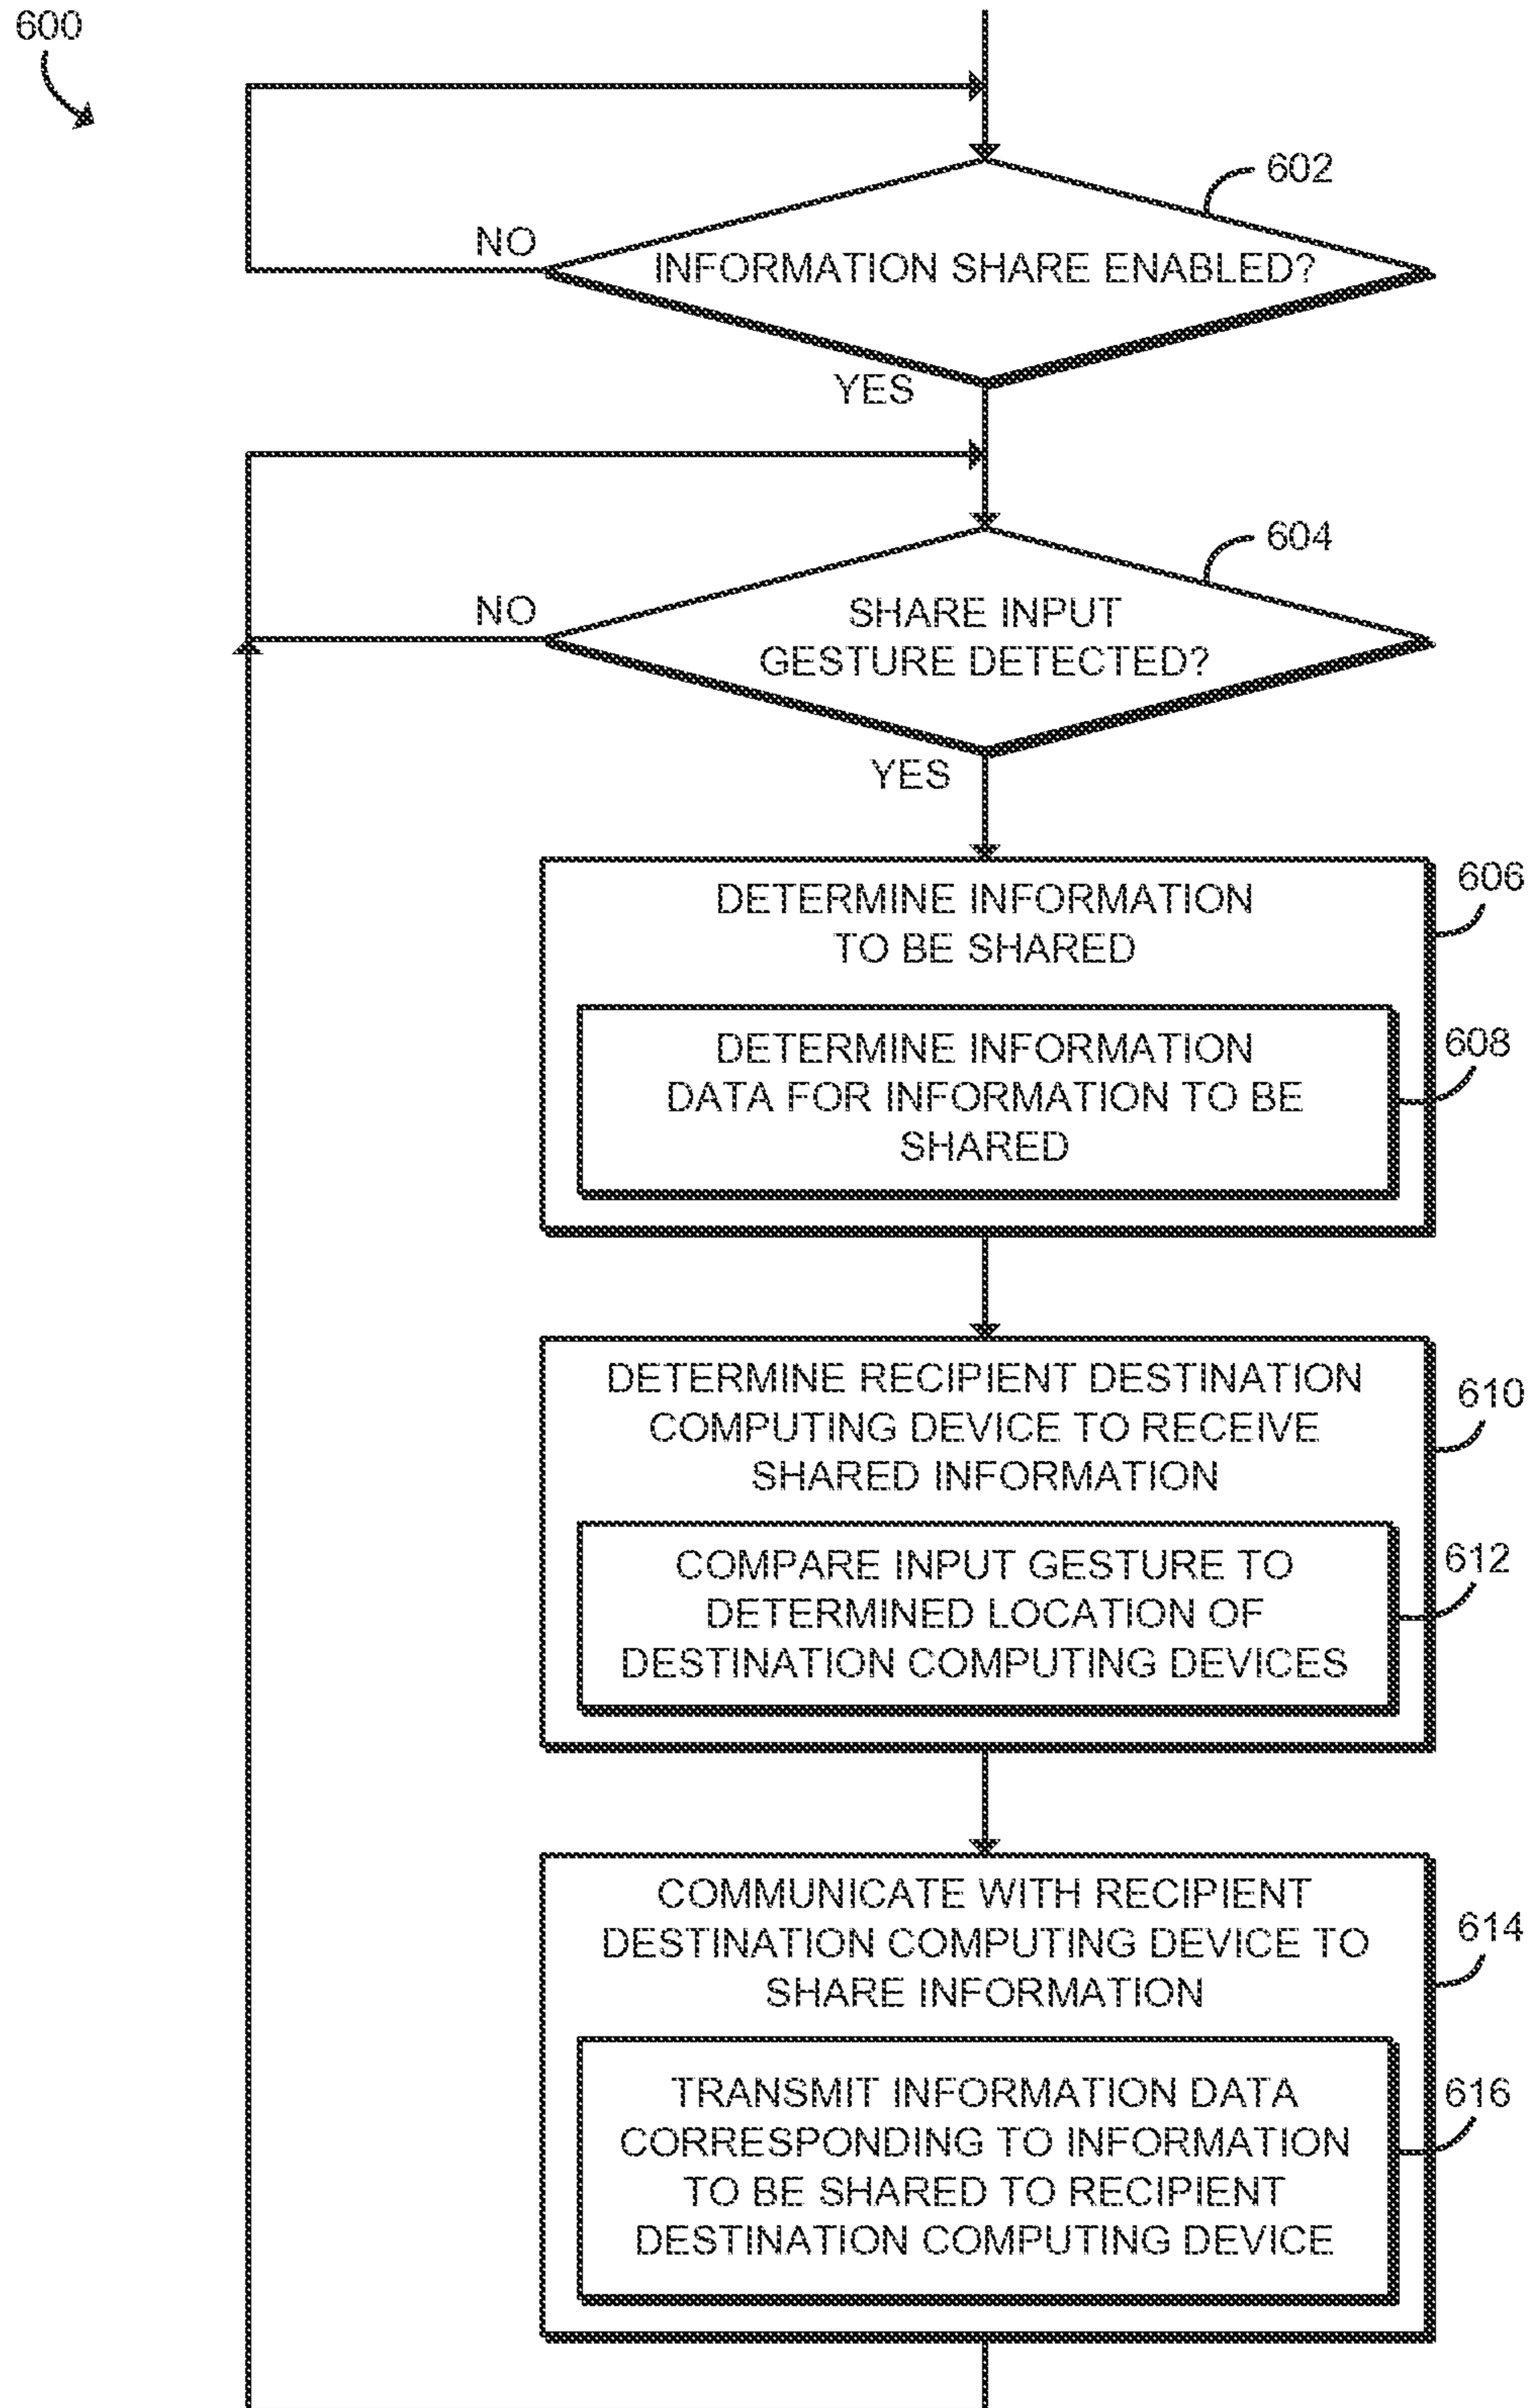 600
602
NO
INFORMATION SHARE ENABLED?
YES
604
NO
SHARE INPUT
GESTURE DETECTED?
YES
606
DETERMINE INFORMATION
TO BE SHARED
608
DETERMINE INFORMATION
DATA FOR INFORMATION TO BE
SHARED
610
DETERMINE RECIPIENT DESTINATION
COMPUTING DEVICE TO RECEIVE
SHARED INFORMATION
612
COMPARE INPUT GESTURE TO
DETERMINED LOCATION OF
DESTINATION COMPUTING DEVICES
614
COMMUNICATE WITH RECIPIENT
DESTINATION COMPUTING DEVICE TO
SHARE INFORMATION
616
TRANSMIT INFORMATION DATA
CORRESPONDING TO INFORMATION
TO BE SHARED TO RECIPIENT
DESTINATION COMPUTING DEVICE